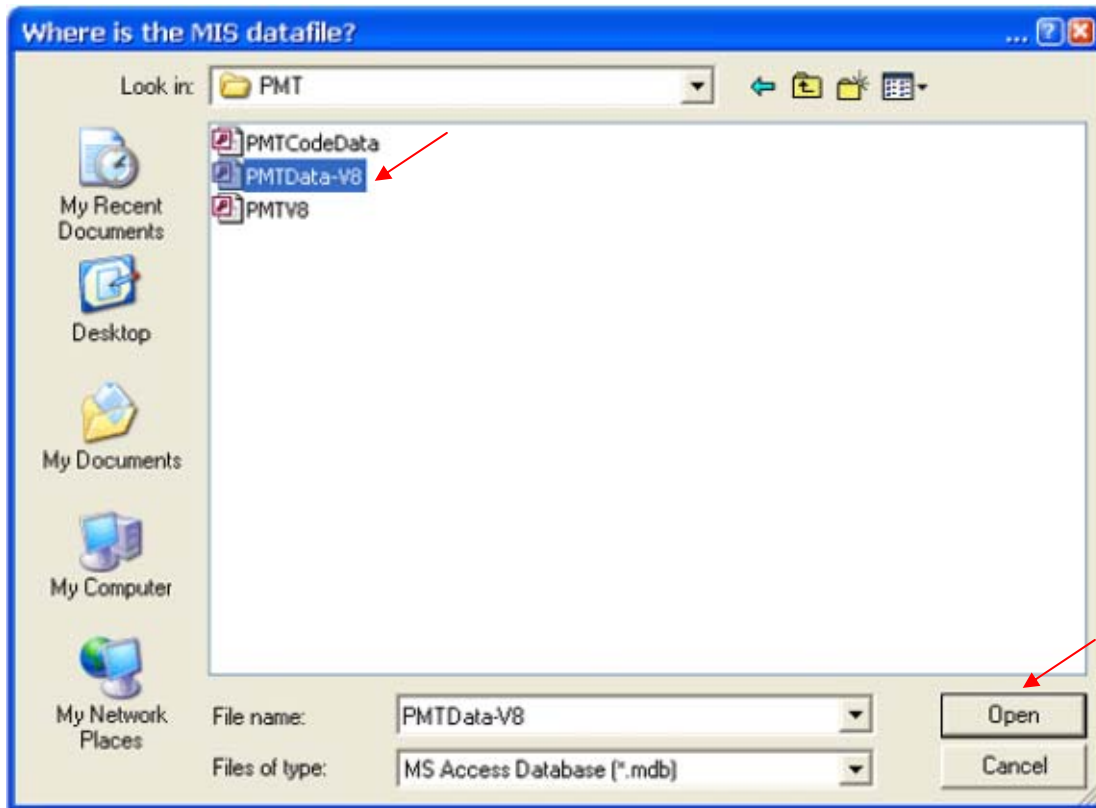 Where is the MIS datafile?
...
Look in: PMT
PMTCodeData
PMTData-V8
PMTV8
My Recent
Documents
Desktop
My Documents
My Computer
My Network
Places
File name: PMTData-V8 Open
Files of type: MS Access Database (*.mdb) Cancel